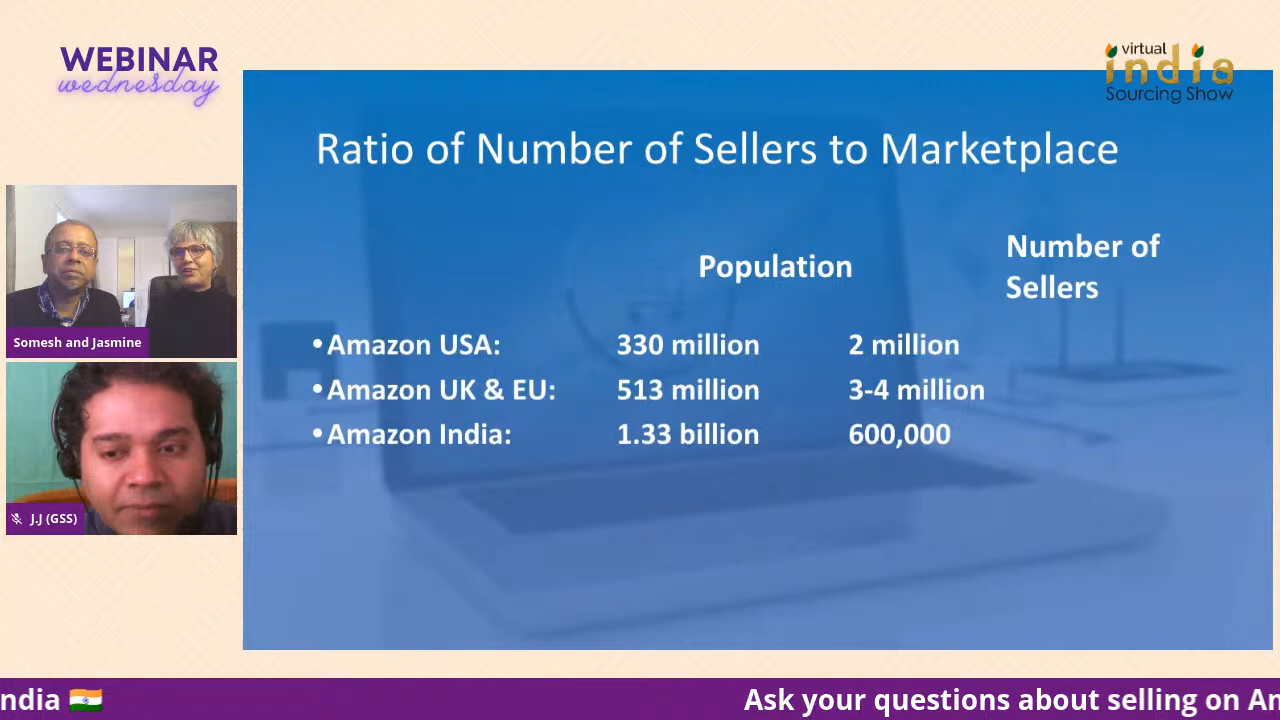 WEBINAR
wednesday
virtual
india
Sourcing Show
Ratio of Number of Sellers to Marketplace
Population
Number of
Sellers
•Amazon USA: 330 million 2 million
•Amazon UK & EU: 513 million 3-4 million
•Amazon India: 1.33 billion 600,000
Somesh and Jasmine
J.J (GSS)
ndia 🇮🇳 Ask your questions about selling on Am